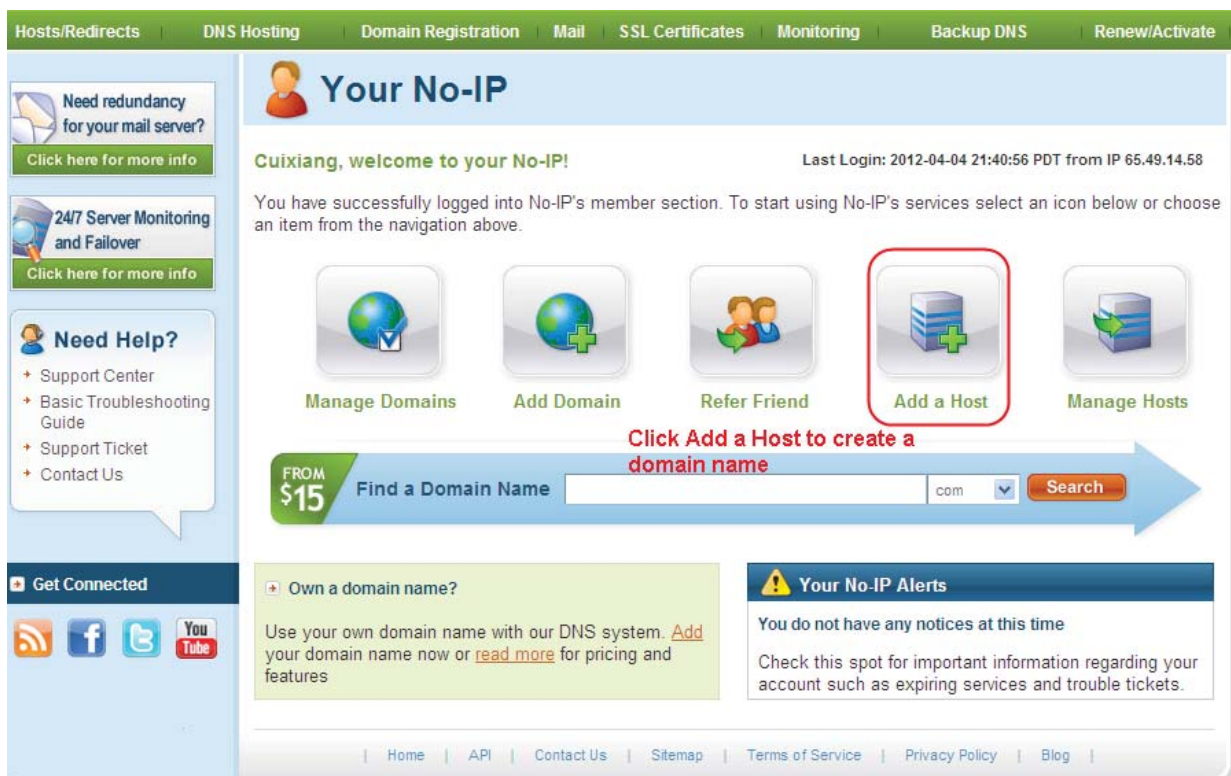 Hosts/Redirects | DNS Hosting | Domain Registration | Mail | SSL Certificates | Monitoring | Backup DNS | Renew/Activate
Need redundancy
for your mail server?
Click here for more info
24/7 Server Monitoring
and Failover
Click here for more info
Need Help?
Support Center
Basic Troubleshooting
Guide
Support Ticket
Contact Us
Get Connected
You
Tube
Your No-IP
Cuixiang, welcome to your No-IP!
Last Login: 2012-04-04 21:40:56 PDT from IP 65.49.14.58
You have successfully logged into No-IP's member section. To start using No-IP's services select an icon below or choose
an item from the navigation above.
Manage Domains
Add Domain
Refer Friend
Add a Host
Manage Hosts
Click Add a Host to create a
domain name
FROM
$15
Find a Domain Name
com
Search
Own a domain name?
Use your own domain name with our DNS system. Add
your domain name now or read more for pricing and
features
Your No-IP Alerts
You do not have any notices at this time
Check this spot for important information regarding your
account such as expiring services and trouble tickets.
| Home | API | Contact Us | Sitemap | Terms of Service | Privacy Policy | Blog |